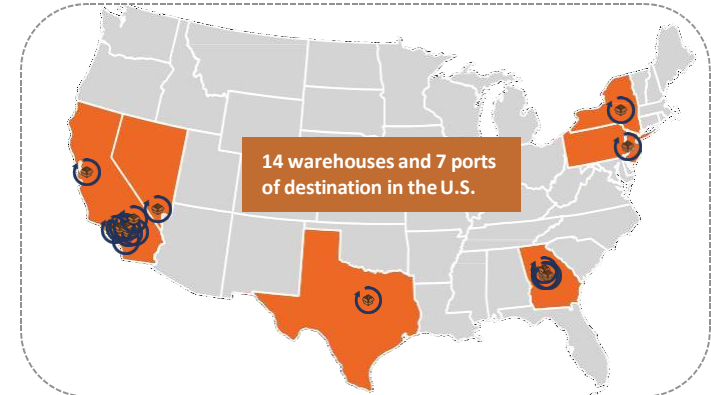 14 warehouses and 7 ports
of destination in the U.S.